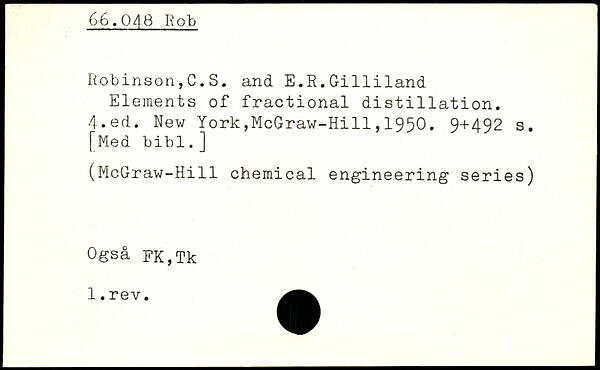 66.048 Rob
Robinson,C.S. and E.R.Gilliland
Elements of fractional distillation.
4.ed. New York,McGraw-Hill,1950. 9+492 s.
[Med bibl.]
(McGraw-Hill chemical engineering series)
Også FK,Tk
1.rev.